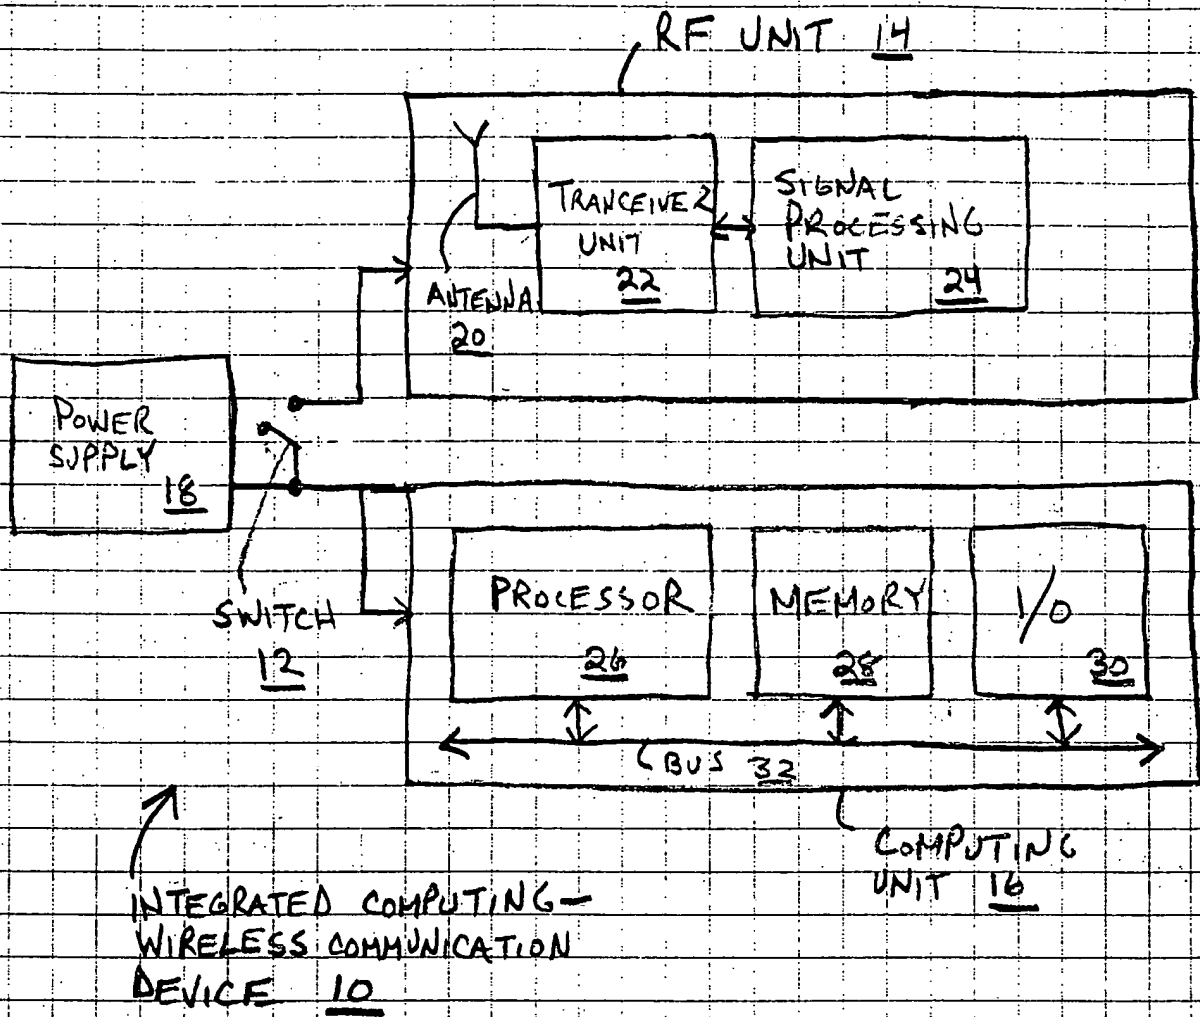 RF UNIT 14
TRANCEIVER
UNIT
22
SIGNAL
PROCESSING
UNIT
24
ANTENNA
20
POWER
SUPPLY
18
SWITCH
12
PROCESSOR
26
MEMORY
28
I/O
30
BUS 32
COMPUTING
UNIT 16
INTEGRATED COMPUTING-
WIRELESS COMMUNICATION
DEVICE 10